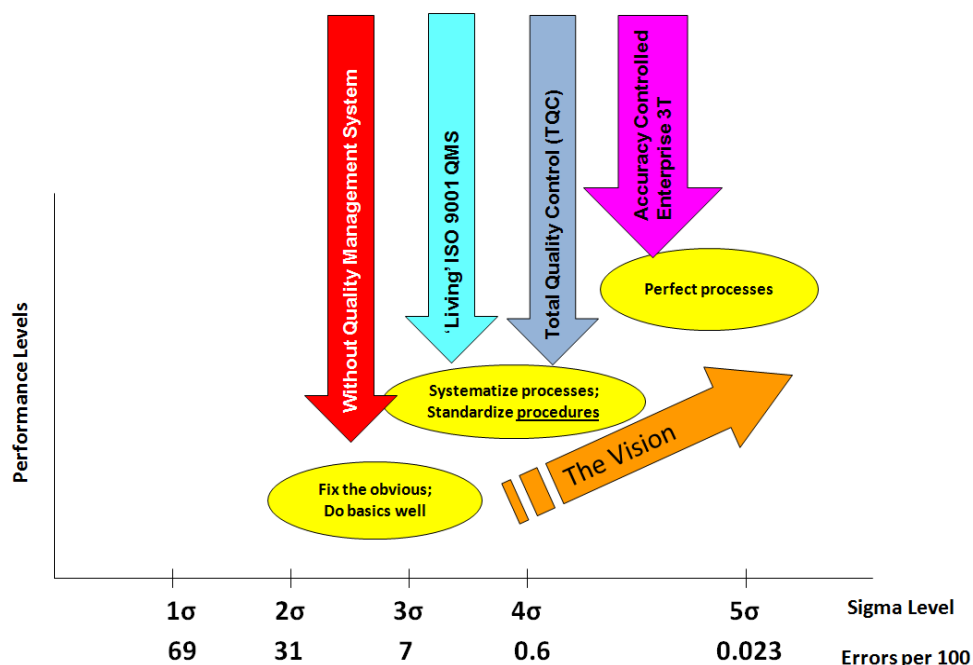 Without Quality Management System
‘Living’ ISO 9001 QMS
Total Quality Control (TQC)
Accuracy Controlled
Enterprise 3T
Perfect processes
Systematize processes;
Standardize procedures
Fix the obvious;
Do basics well
The Vision
Performance Levels
1σ 2σ 3σ 4σ 5σ Sigma Level
69 31 7 0.6 0.023 Errors per 100